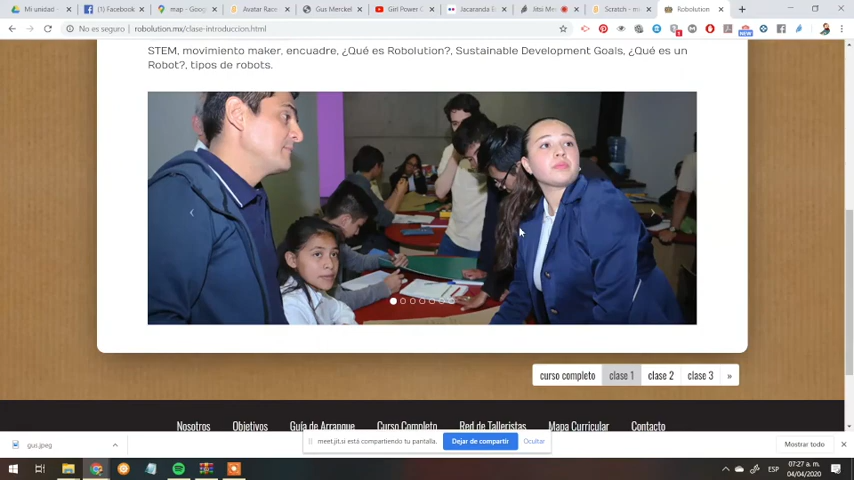 Mi unidad
(1) Facebook
map - Goog
Avatar Race
Gus Merckel
Girl Power C
Jacaranda B
Jitsi Me
Scratch - m
Robolution
No es seguro | robolution.mx/clase-introduccion.html
NEW
STEM, movimiento maker, encuadre, ¿Qué es Robolution?, Sustainable Development Goals, ¿Qué es un
Robot?, tipos de robots.
curso completo clase 1 clase 2 clase 3 »
Nosotros Objetivos Guía de Arranque Curso Completo Red de Talleristas Mapa Curricular Contacto
meet.jit.si está compartiendo tu pantalla. Dejar de compartir Ocultar
gus.jpeg
Mostrar todo
ESP
07:27 a. m.
04/04/2020